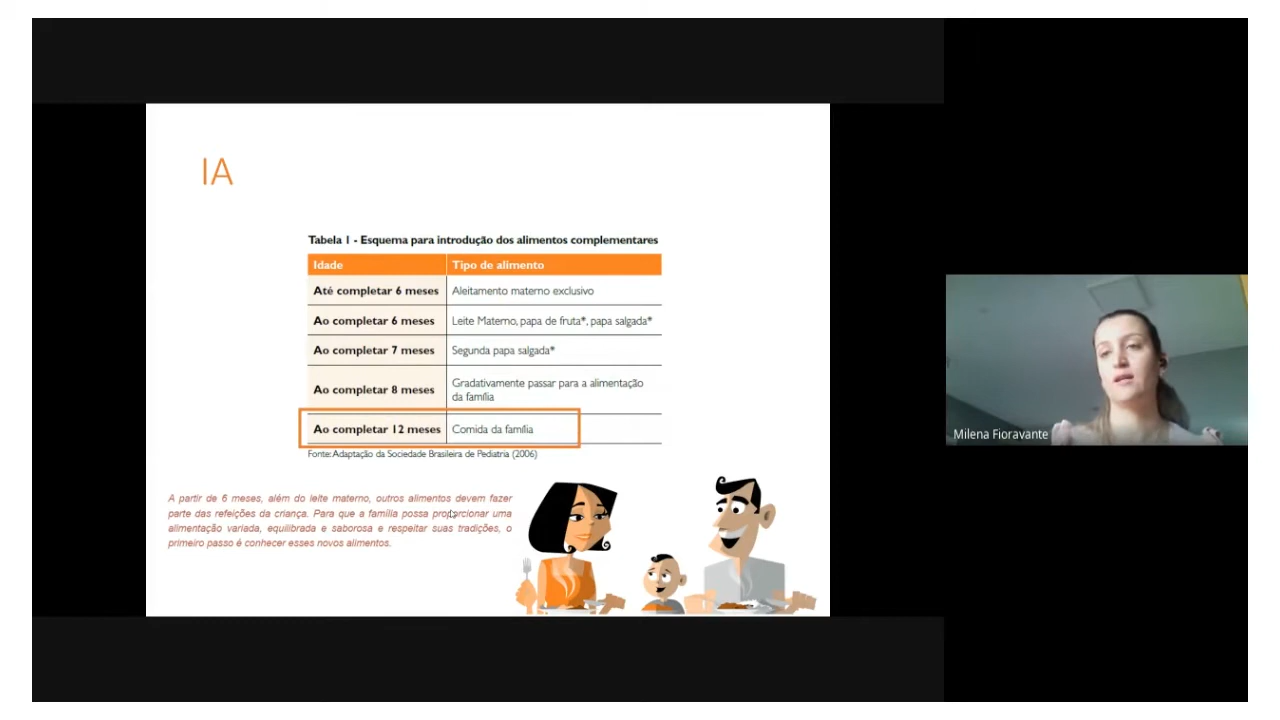 IA
Tabela 1 - Esquema para introdução dos alimentos complementares
Idade Tipo de alimento
Até completar 6 meses Aleitamento materno exclusivo
Ao completar 6 meses Leite Materno, papa de fruta*, papa salgada*
Ao completar 7 meses Segunda papa salgada*
Ao completar 8 meses Gradativamente passar para a alimentação
da família
Ao completar 12 meses Comida da família
Fonte: Adaptação da Sociedade Brasileira de Pediatria (2006)
A partir de 6 meses, além do leite materno, outros alimentos devem fazer
parte das refeições da criança. Para que a família possa proporcionar uma
alimentação variada, equilibrada e saborosa e respeitar suas tradições, o
primeiro passo é conhecer esses novos alimentos.
Milena Fioravante